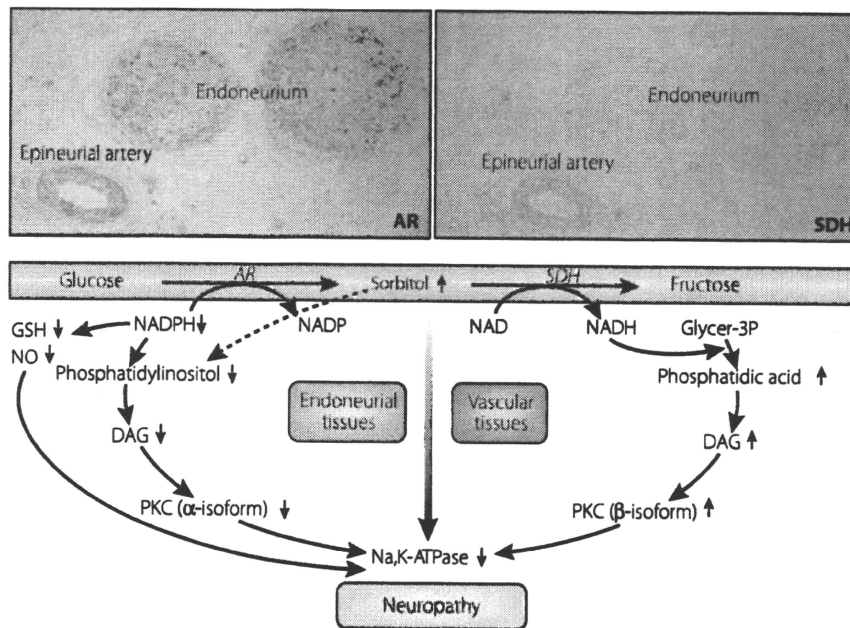 Endoneurium
Epineurial artery
AR
Endoneurium
Epineurial artery
SDH
Glucose AR Sorbitol ↑ SDH Fructose
GSH ↓ NADPH ↓ NADP NAD NADH Glycer-3P
NO ↓
Phosphatidylinositol ↓ Phosphatidic acid ↑
Endoneurial
tissues
Vascular
tissues
DAG ↓ DAG ↑
PKC (α-isoform) ↓ PKC (β-isoform) ↑
Na,K-ATPase ↓
Neuropathy